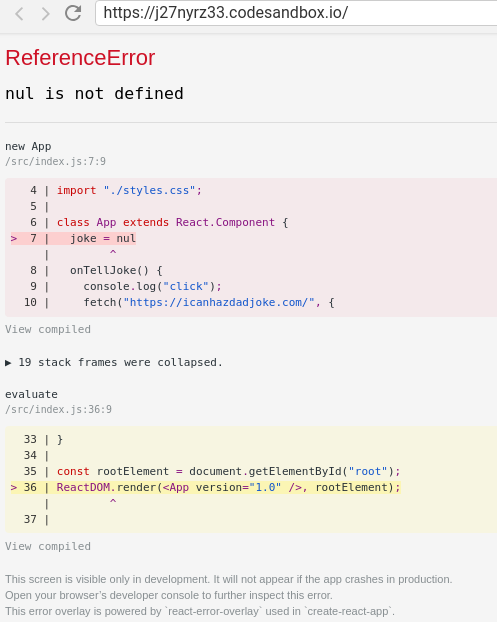 https://j27nyrz33.codesandbox.io/
ReferenceError
nul is not defined
new App
/src/index.js:7:9
4 | import "./styles.css";
5 |
6 | class App extends React.Component {
> 7 | joke = nul
| ^
8 | onTellJoke() {
9 | console.log("click");
10 | fetch("https://icanhazdadjoke.com/", {
View compiled
▶ 19 stack frames were collapsed.
evaluate
/src/index.js:36:9
33 | }
34 |
35 | const rootElement = document.getElementById("root");
> 36 | ReactDOM.render(<App version="1.0" />, rootElement);
| ^
37 |
View compiled
This screen is visible only in development. It will not appear if the app crashes in production.
Open your browser’s developer console to further inspect this error.
This error overlay is powered by `react-error-overlay` used in `create-react-app`.